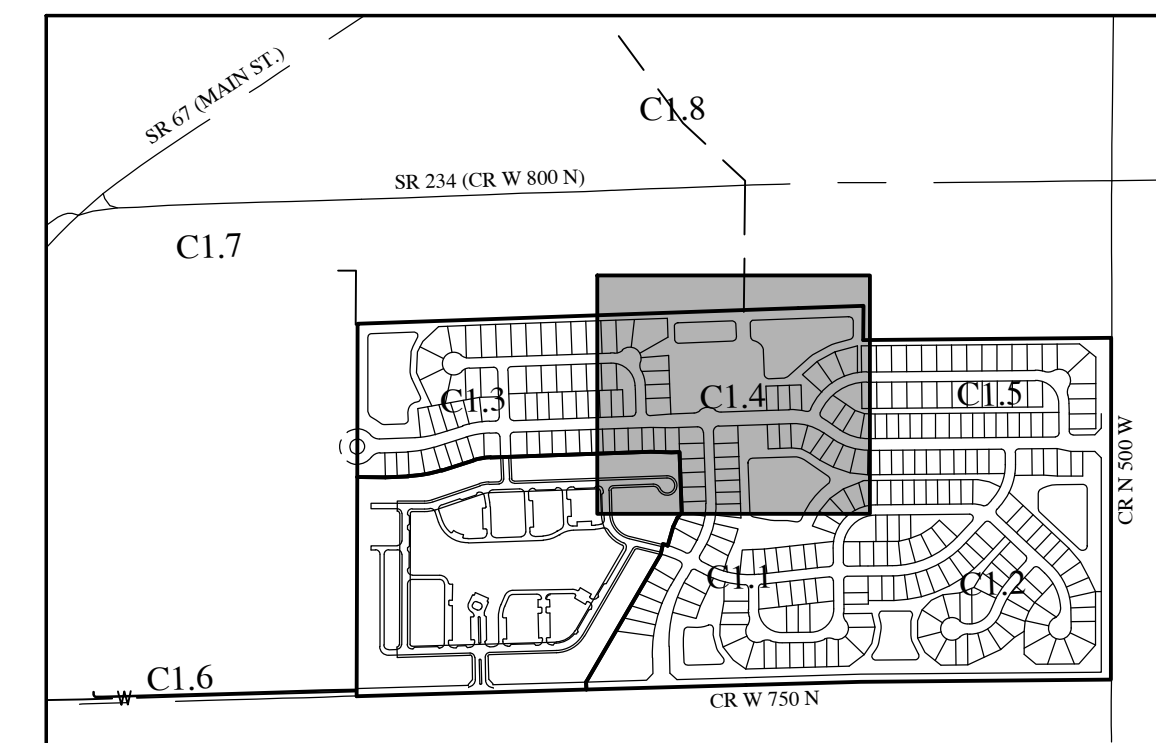 SR 67 (MAIN ST.)
C1.8
SR 234 (CR W 800 N)
C1.7
C1.3
C1.4
C1.5
CR N 500 W
C1.1
C1.2
C1.6
W
CR W 750 N